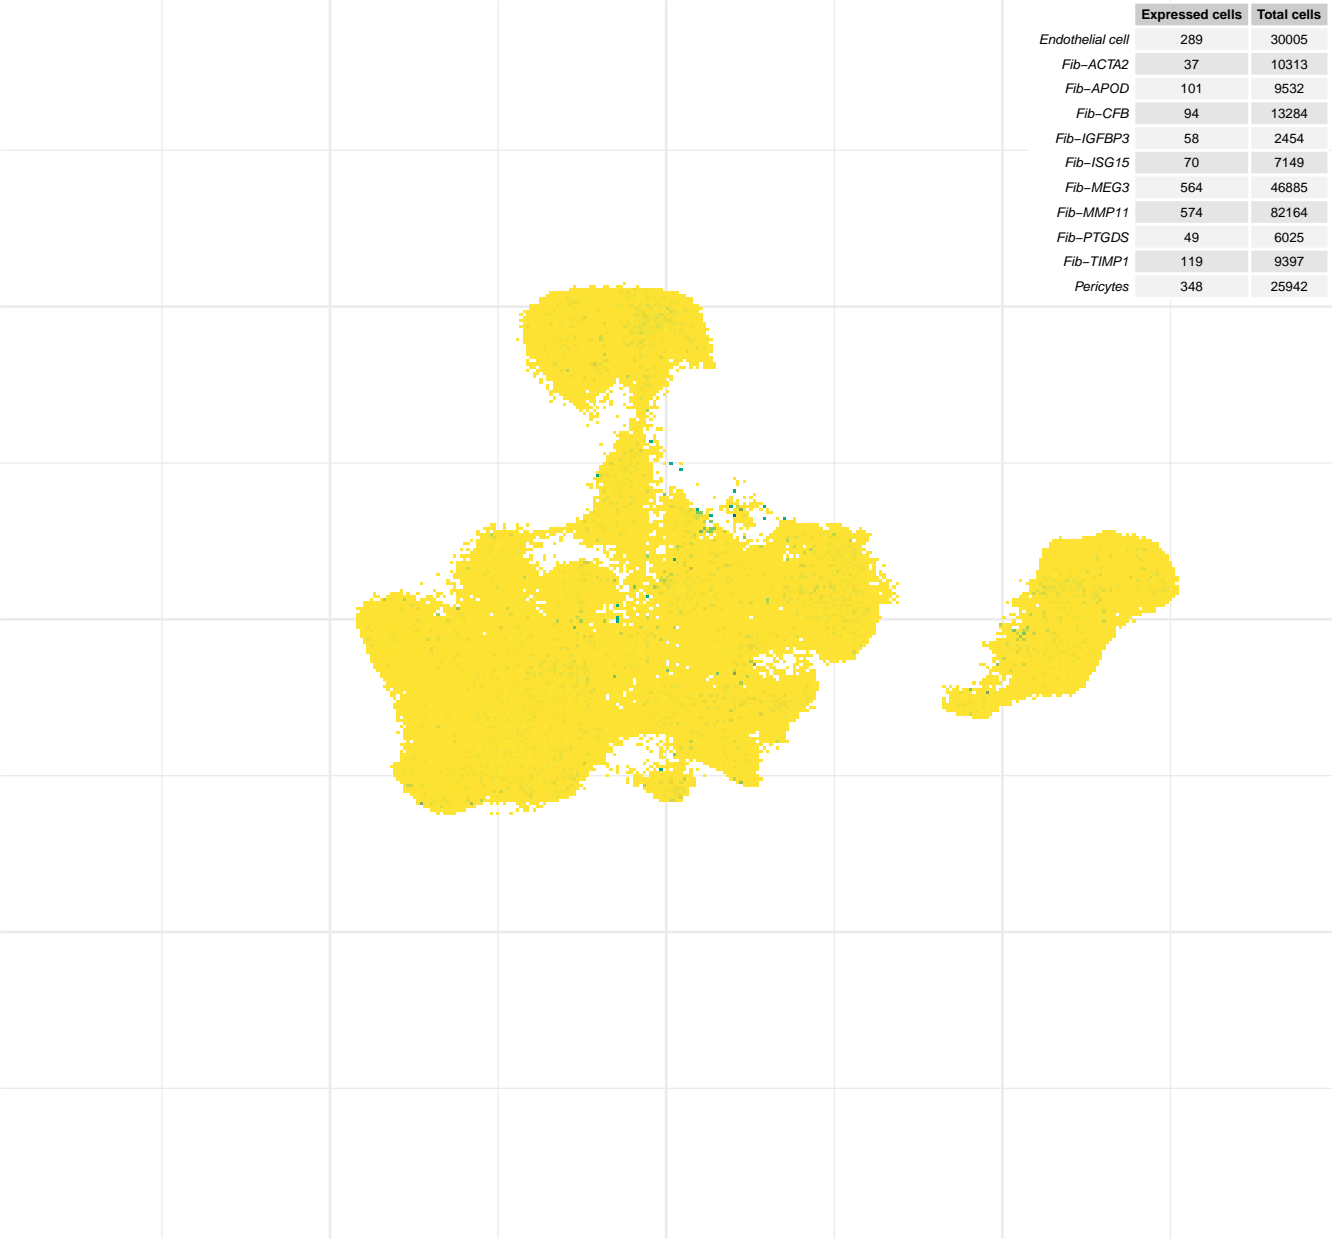 Expressed cells Total cells
Endothelial cell 289 30005
Fib−ACTA2 37 10313
Fib−APOD 101 9532
Fib−CFB 94 13284
Fib−IGFBP3 58 2454
Fib−ISG15 70 7149
Fib−MEG3 564 46885
Fib−MMP11 574 82164
Fib−PTGDS 49 6025
Fib−TIMP1 119 9397
Pericytes 348 25942